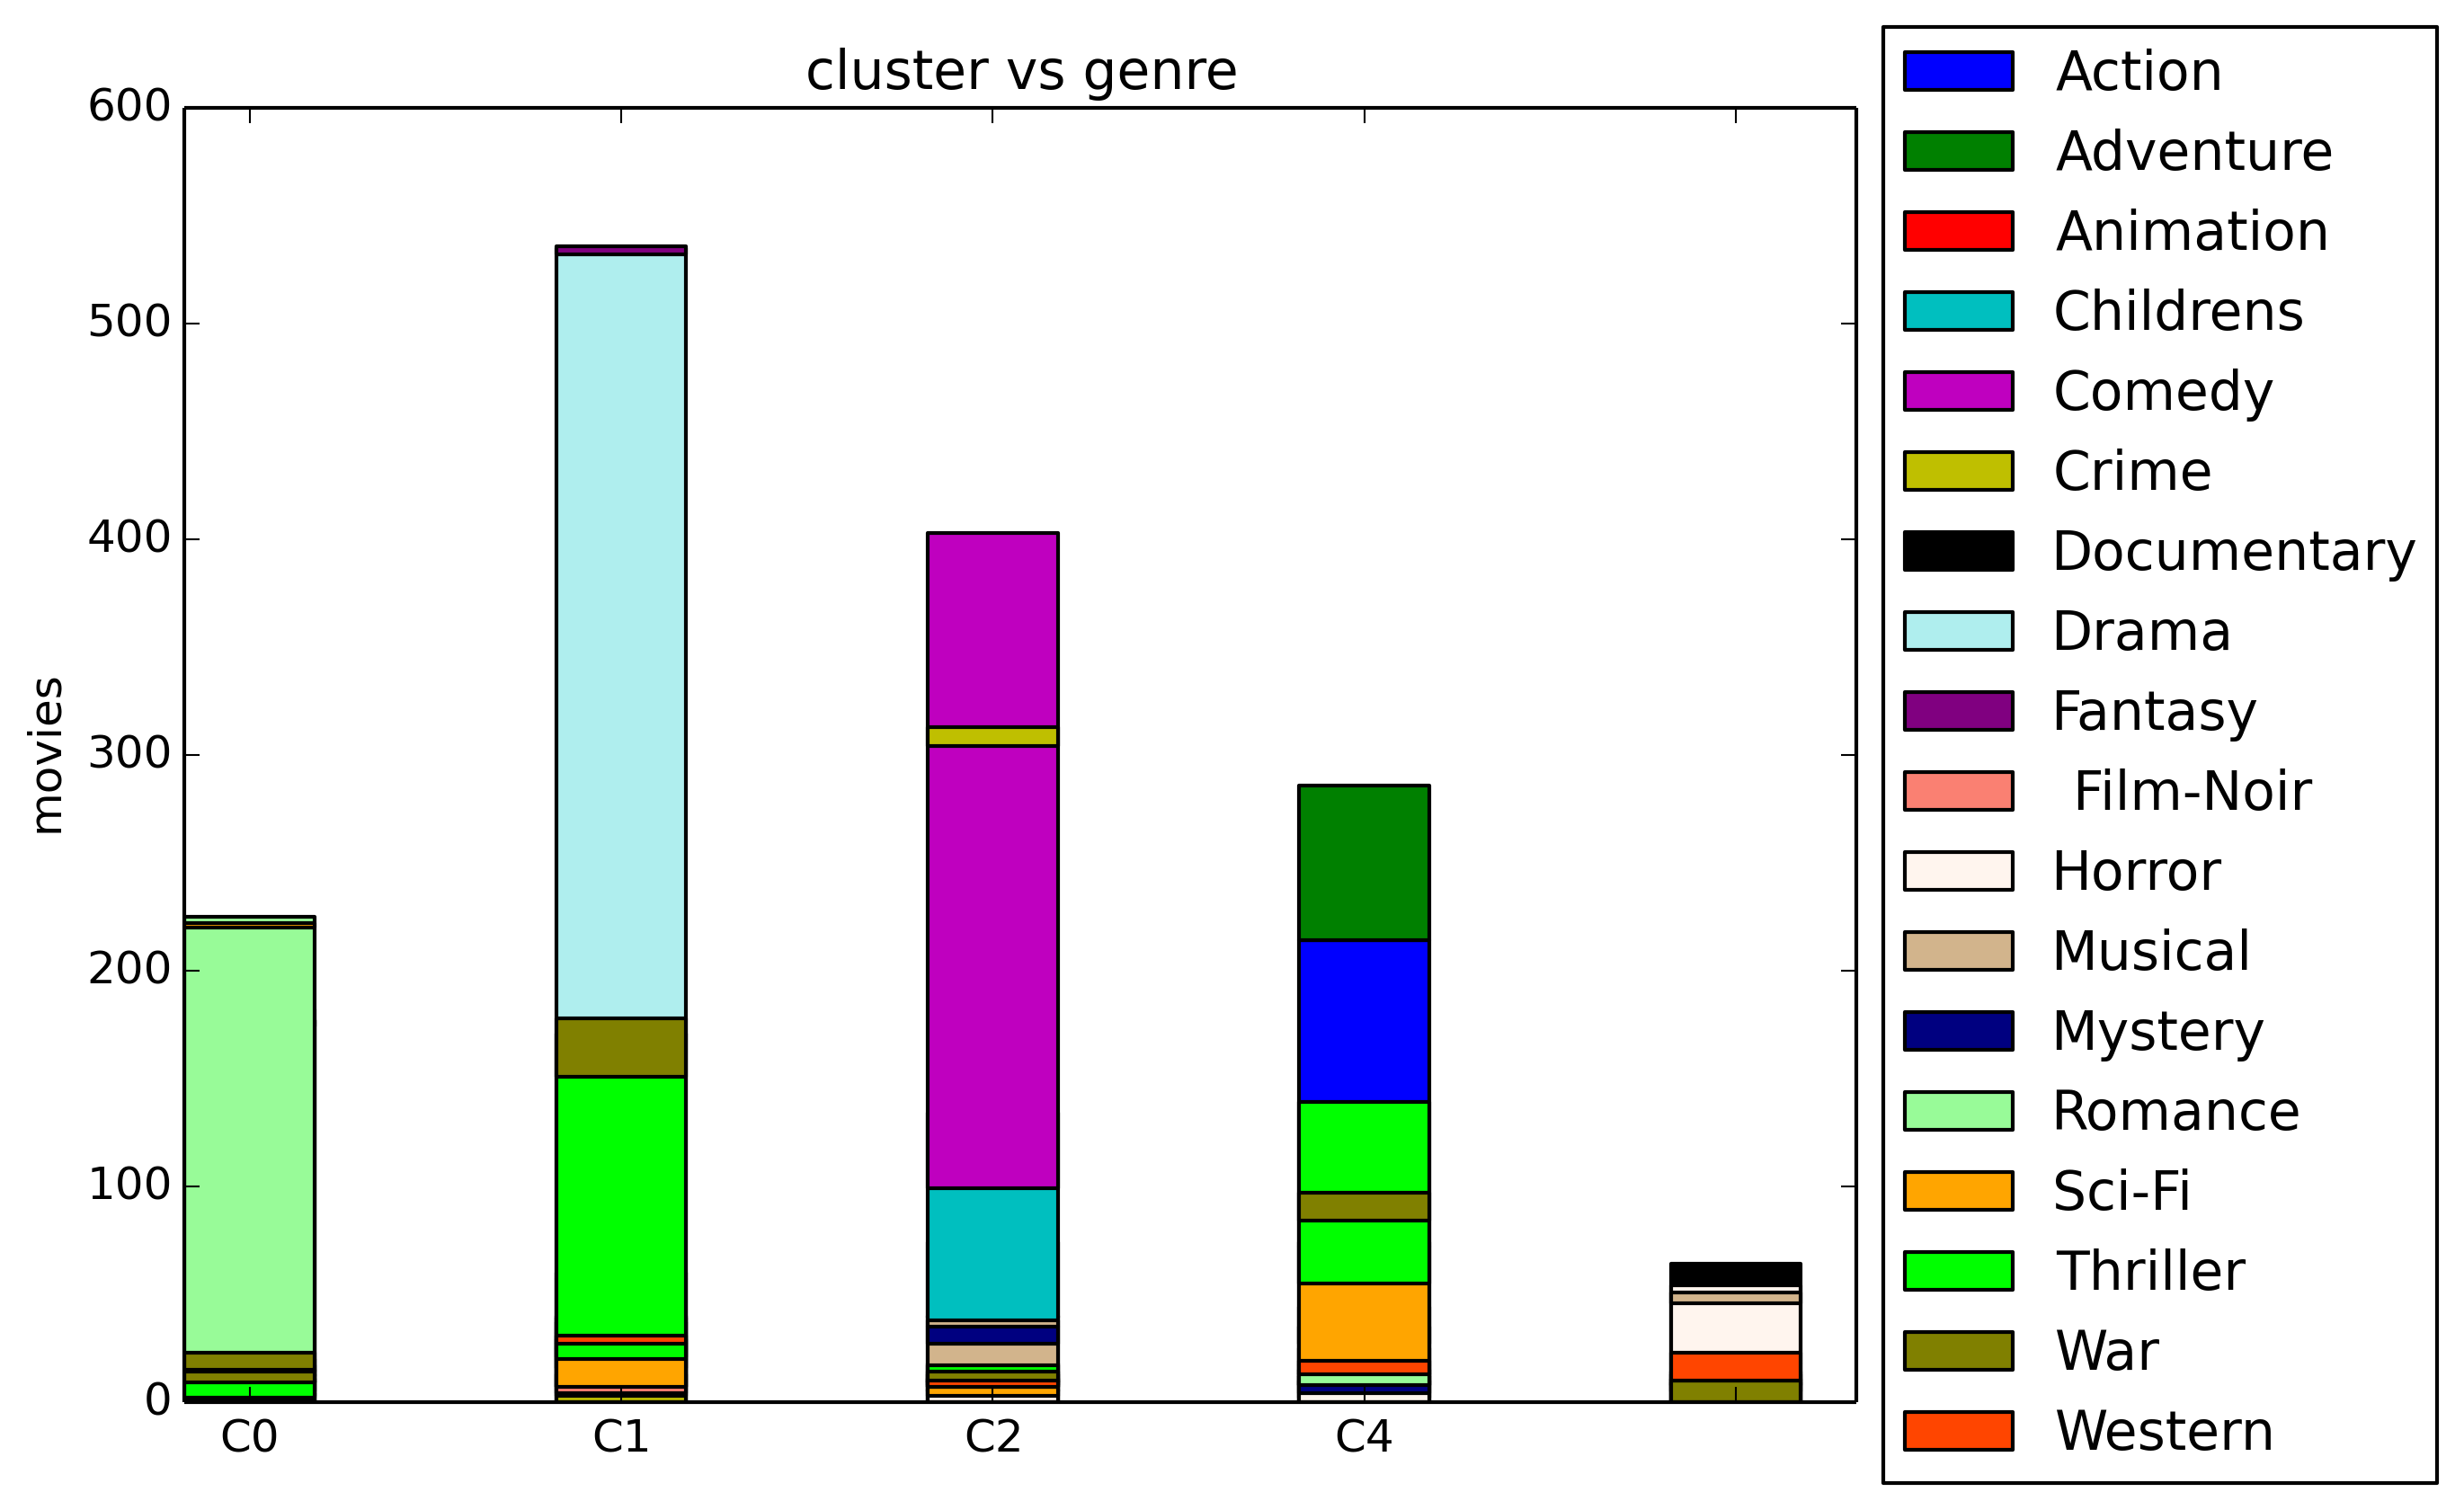 cluster vs genre
600
500
400
300
200
100
0
movies
C0
C1
C2
C4
Action
Adventure
Animation
Childrens
Comedy
Crime
Documentary
Drama
Fantasy
Film-Noir
Horror
Musical
Mystery
Romance
Sci-Fi
Thriller
War
Western